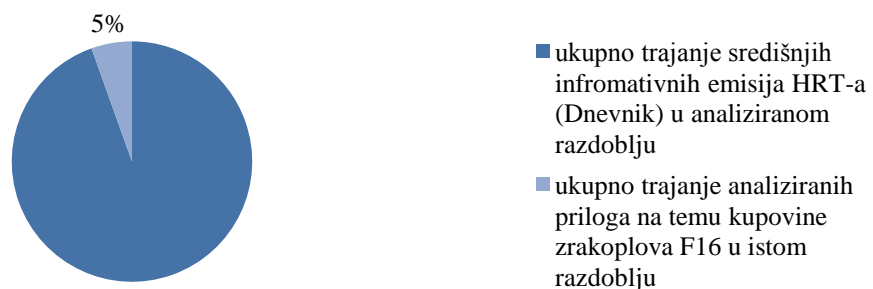 5%
ukupno trajanje središnjih
infromativnih emisija HRT-a
(Dnevnik) u analiziranom
razdoblju
ukupno trajanje analiziranih
priloga na temu kupovine
zrakoplova F16 u istom
razdoblju